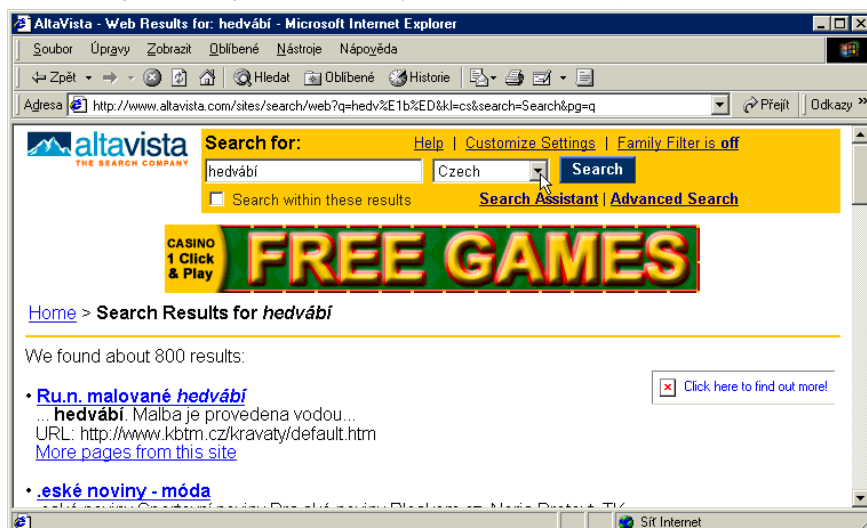 AltaVista - Web Results for: hedvábí - Microsoft Internet Explorer
Soubor Úpravy Zobrazit Oblíbené Nástroje Nápověda
Zpět Hledat Oblíbené Historie
Adresa http://www.altavista.com/sites/search/web?q=hedv%E1b%ED&kl=cs&search=Search&pg=q Přejít Odkazy »
altavista
THE SEARCH COMPANY
Search for: Help | Customize Settings | Family Filter is off
hedvábí Czech Search
Search within these results Search Assistant | Advanced Search
CASINO
1 Click
& Play
FREE GAMES
Home > Search Results for hedvábí
We found about 800 results:
Click here to find out more!
• Ru.n. malované hedvábí
... hedvábí. Malba je provedena vodou...
URL: http://www.kbtm.cz/kravaty/default.htm
More pages from this site
• .eské noviny - móda
Síť Internet